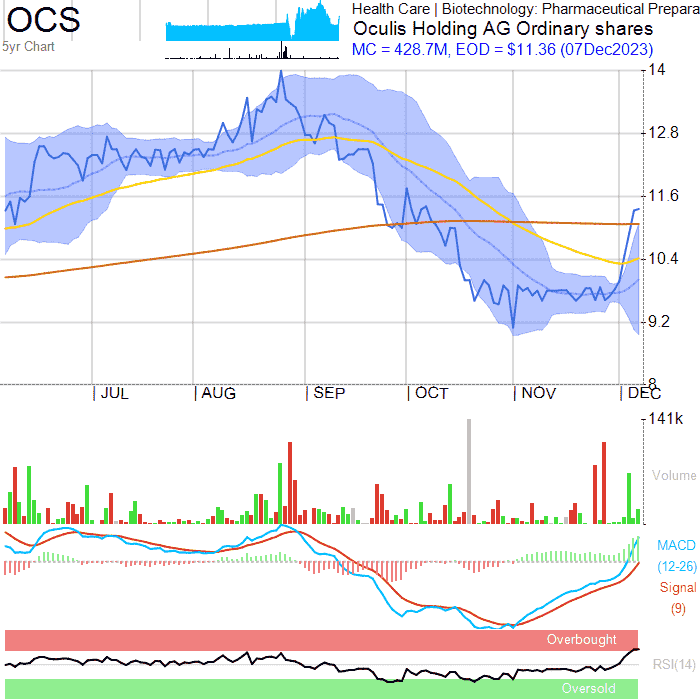 OCS
5yr Chart
Health Care | Biotechnology: Pharmaceutical Prepara
Oculis Holding AG Ordinary shares
MC = 428.7M, EOD = $11.36 (07Dec2023)
14
12.8
11.6
10.4
9.2
8
JUL AUG SEP OCT NOV DEC
141k
Volume
MACD
(12-26)
Signal
(9)
Overbought
RSI(14)
Oversold